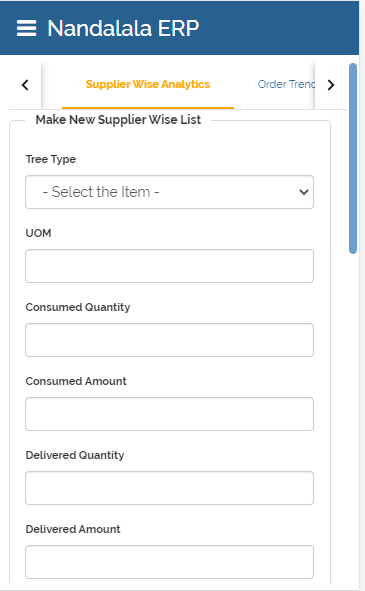 Nandalala ERP
Supplier Wise Analytics Order Trend
Make New Supplier Wise List
Tree Type
- Select the Item -
UOM
Consumed Quantity
Consumed Amount
Delivered Quantity
Delivered Amount